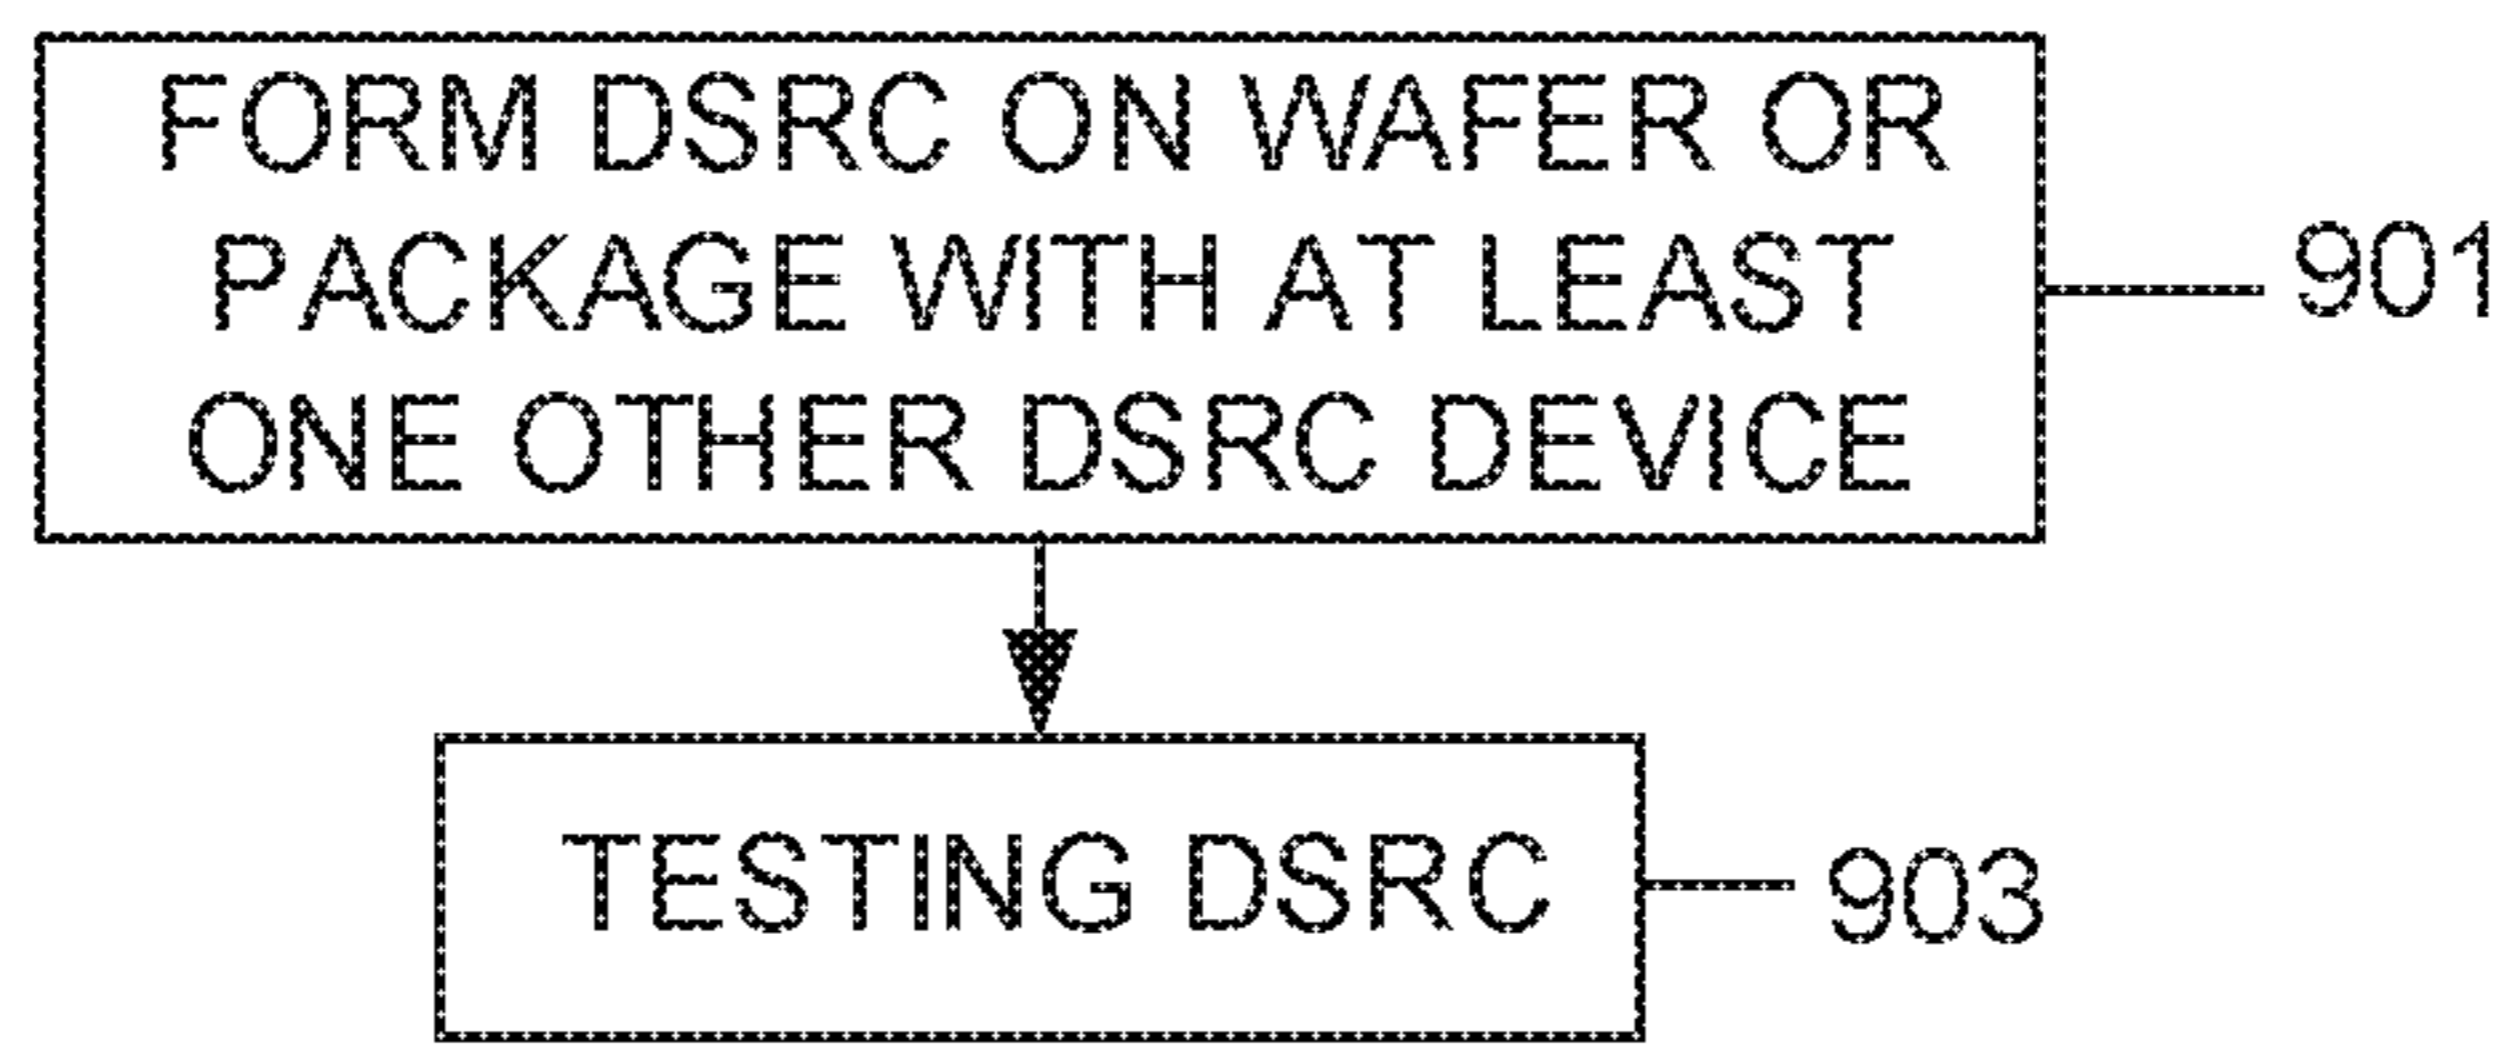 FORM DSRC ON WAFER OR
PACKAGE WITH AT LEAST
ONE OTHER DSRC DEVICE
901
TESTING DSRC
903